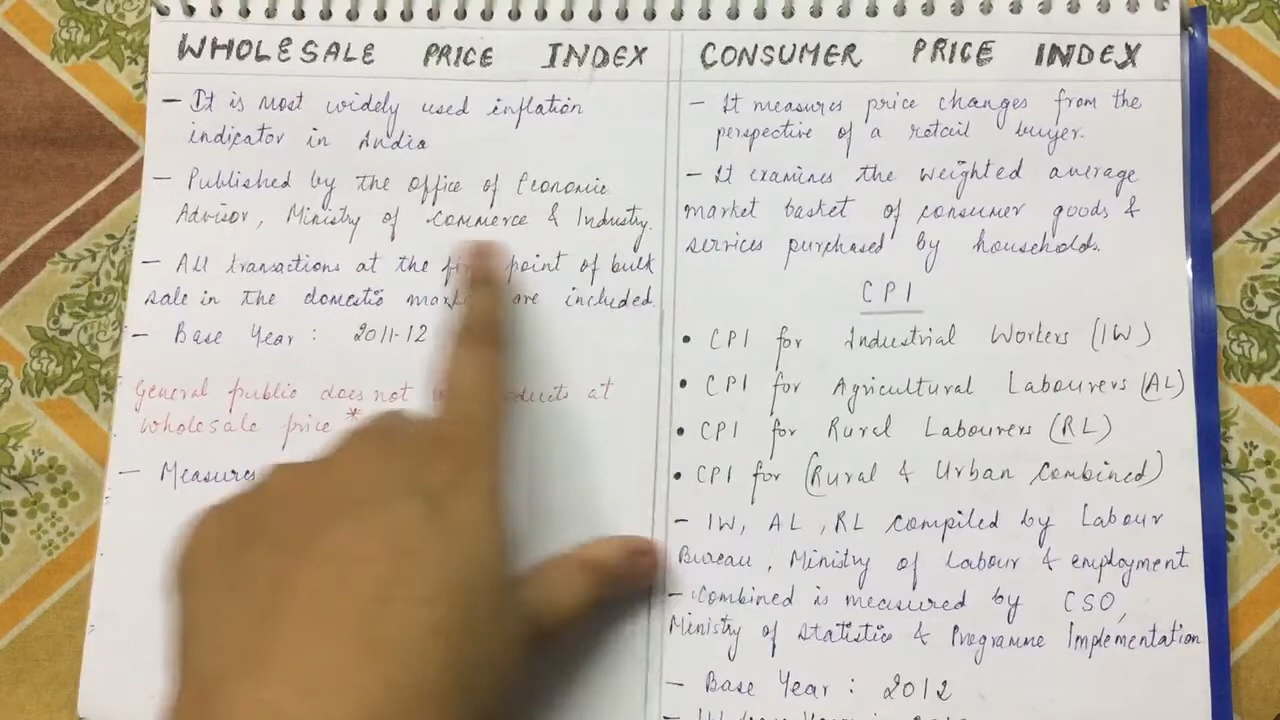 WHOLESALE PRICE INDEX
- It is most widely used inflation
indicator in India
- Published by the office of Economic
Advisor, Ministry of commerce & Industry.
- All transactions at the point of bulk
sale in the domestic are included.
- Base Year : 2011-12
General public does not at
wholesale price *
- Measures
CONSUMER PRICE INDEX
- It measures price changes from the
perspective of a retail buyer.
- It examines the weighted average
market basket of consumer goods &
services purchased by households.
CPI
• CPI for Industrial Workers (IW)
• CPI for Agricultural Labourers (AL)
• CPI for Rural Labourers (RL)
• CPI for (Rural & Urban Combined)
- IW, AL, RL compiled by Labour
Bureau, Ministry of Labour & employment
- Combined is measured by CSO,
Ministry of Statistics & Programme Implementation
- Base Year : 2012